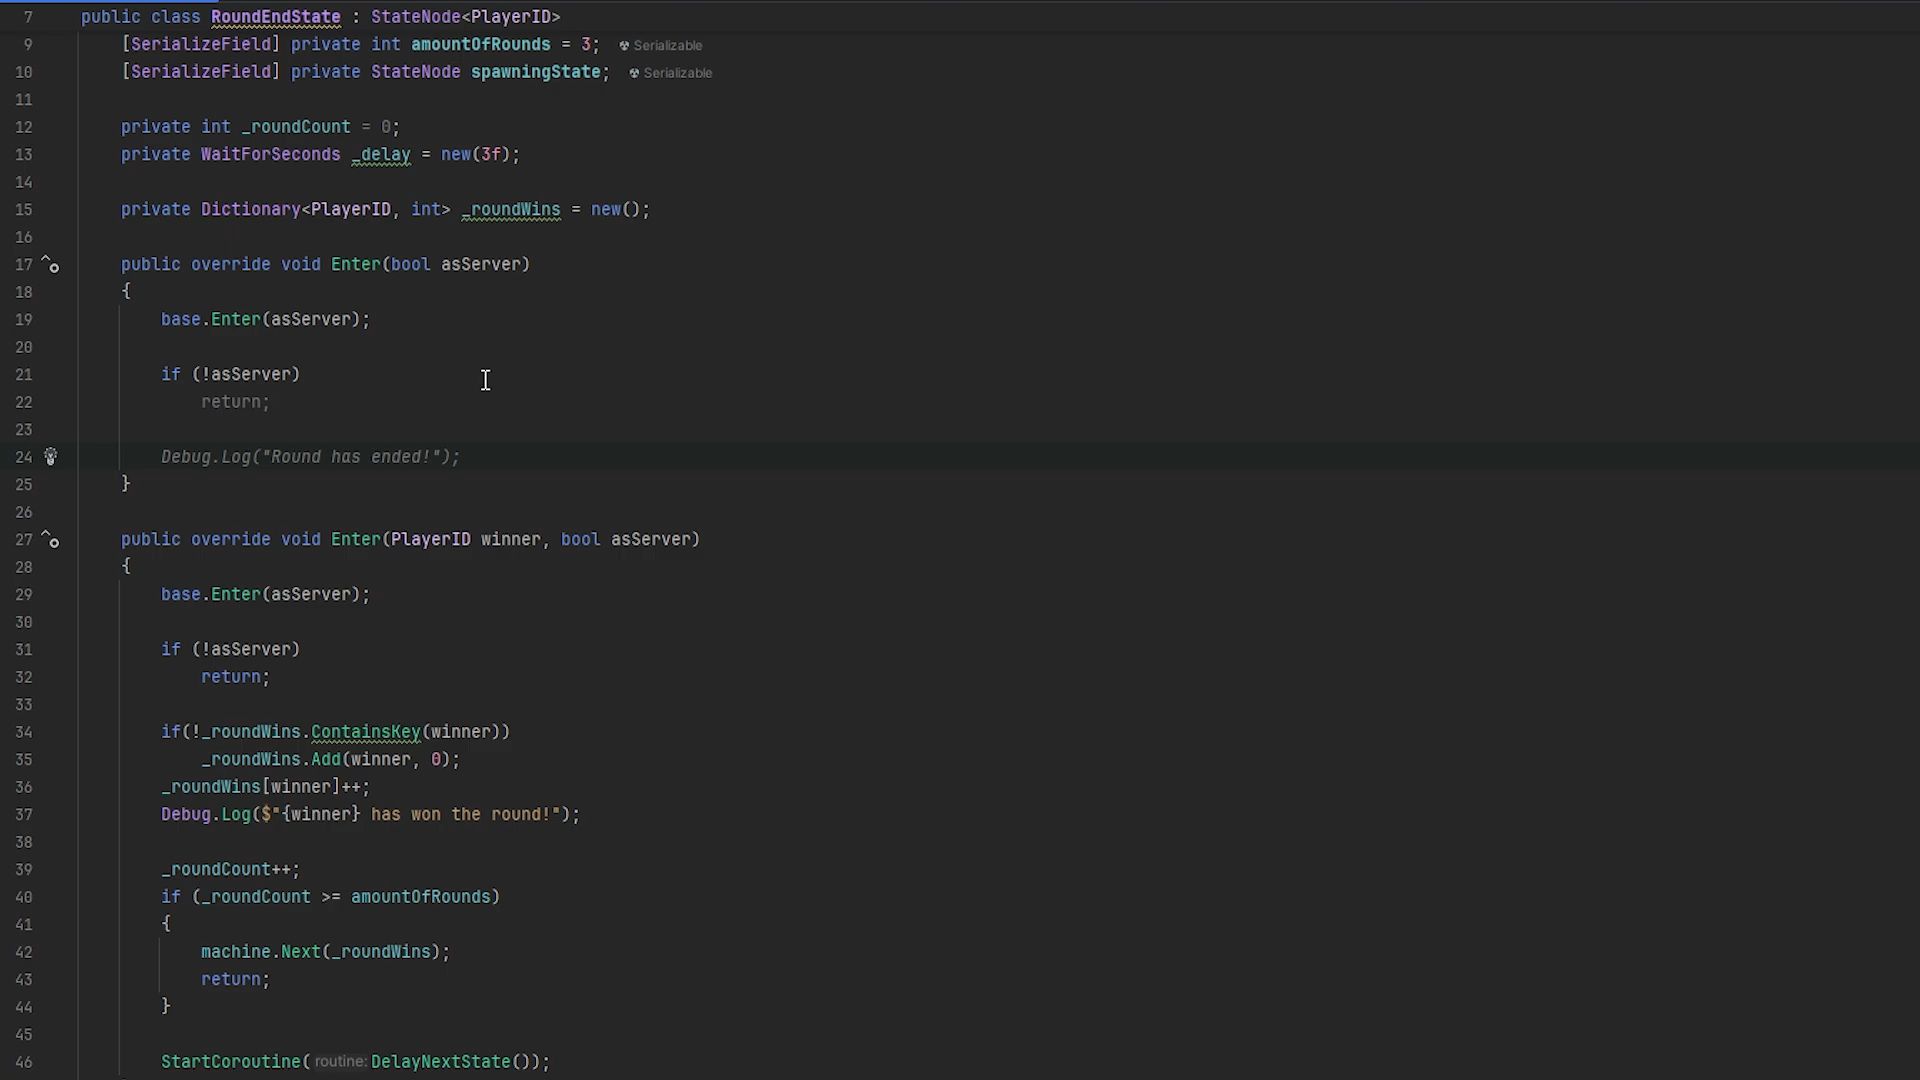 7 public class RoundEndState : StateNode<PlayerID>
9 [SerializeField] private int amountOfRounds = 3; Serializable
10 [SerializeField] private StateNode spawningState; Serializable
11
12 private int _roundCount = 0;
13 private WaitForSeconds _delay = new(3f);
14
15 private Dictionary<PlayerID, int> _roundWins = new();
16
17 public override void Enter(bool asServer)
18 {
19 base.Enter(asServer);
20
21 if (!asServer)
22 return;
23
24 Debug.Log("Round has ended!");
25 }
26
27 public override void Enter(PlayerID winner, bool asServer)
28 {
29 base.Enter(asServer);
30
31 if (!asServer)
32 return;
33
34 if(!_roundWins.ContainsKey(winner))
35 _roundWins.Add(winner, 0);
36 _roundWins[winner]++;
37 Debug.Log($"{winner} has won the round!");
38
39 _roundCount++;
40 if (_roundCount >= amountOfRounds)
41 {
42 machine.Next(_roundWins);
43 return;
44 }
45
46 StartCoroutine( routine: DelayNextState());